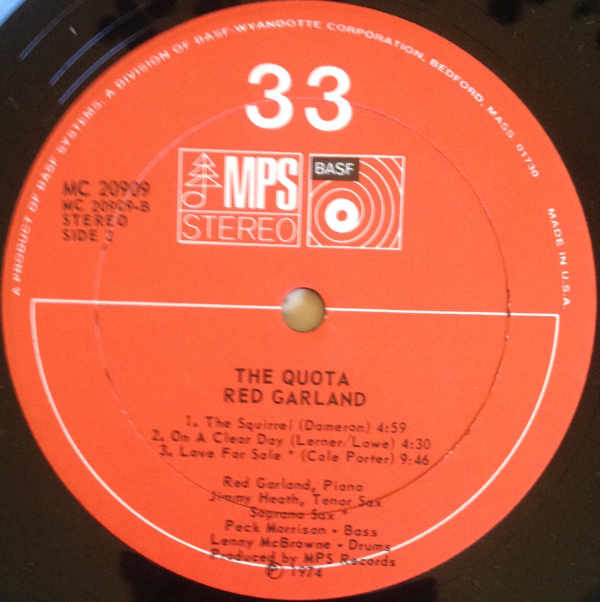 A PRODUCT OF BASF SYSTEMS, A DIVISION OF BASF-WYANDOTTE CORPORATION, BEDFORD, MASS. 01730
33
MPS
STEREO
BASF
MC 20909
MC 20909-B
STEREO
SIDE 2
MADE IN U.S.A.
THE QUOTA
RED GARLAND
1. The Squirrel (Dameron) 4:59
2. On A Clear Day (Lerner/Lowe) 4:30
3. Love For Sale * (Cole Porter) 9:46
Red Garland, Piano
Jimmy Heath, Tenor Sax
Soprano Sax *
Peck Morrison - Bass
Lenny McBrowne - Drums
Produced by MPS Records
℗ 1974